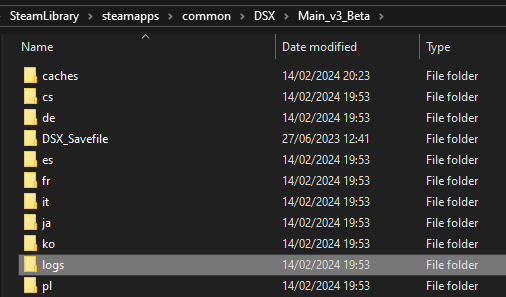 SteamLibrary > steamapps > common > DSX > Main_v3_Beta >
Name Date modified Type
caches 14/02/2024 20:23 File folder
cs 14/02/2024 19:53 File folder
de 14/02/2024 19:53 File folder
DSX_Savefile 27/06/2023 12:41 File folder
es 14/02/2024 19:53 File folder
fr 14/02/2024 19:53 File folder
it 14/02/2024 19:53 File folder
ja 14/02/2024 19:53 File folder
ko 14/02/2024 19:53 File folder
logs 14/02/2024 19:53 File folder
pl 14/02/2024 19:53 File folder